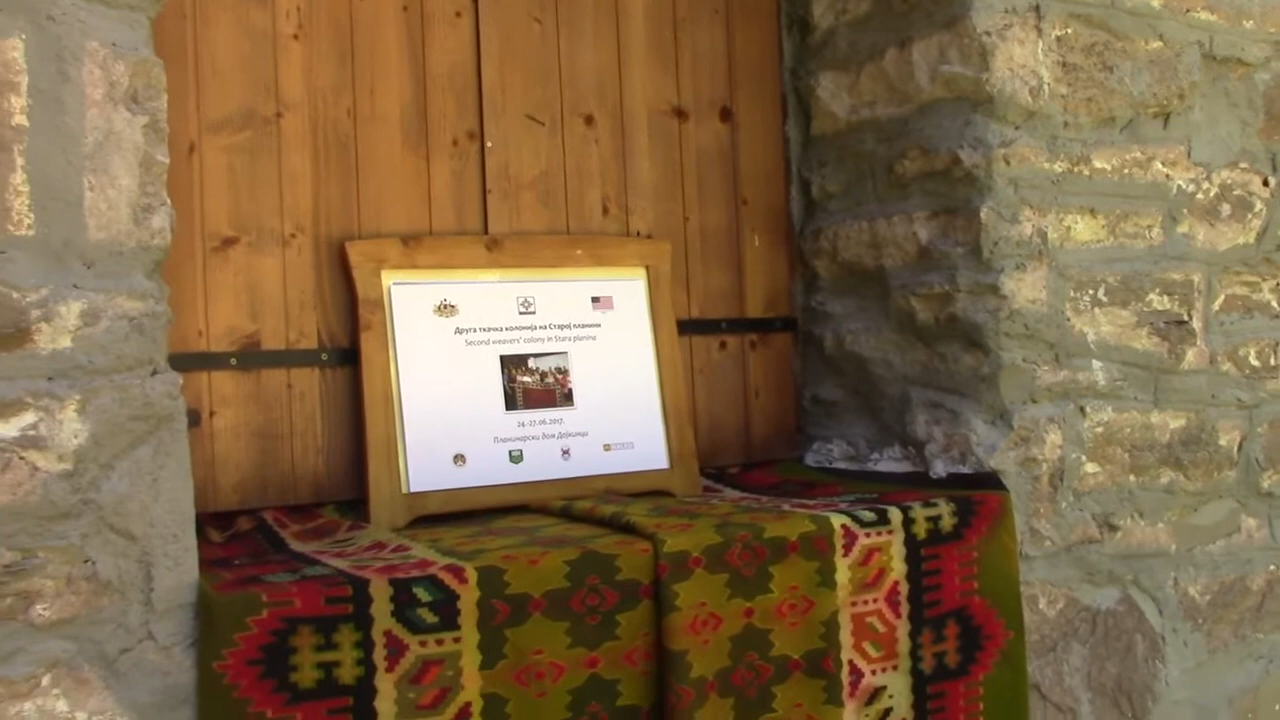 Друга ткачка колонија на Старој планини
Second weavers' colony in Stara planina
24.-27.06.2017.
Планинарски дом Дојкинци